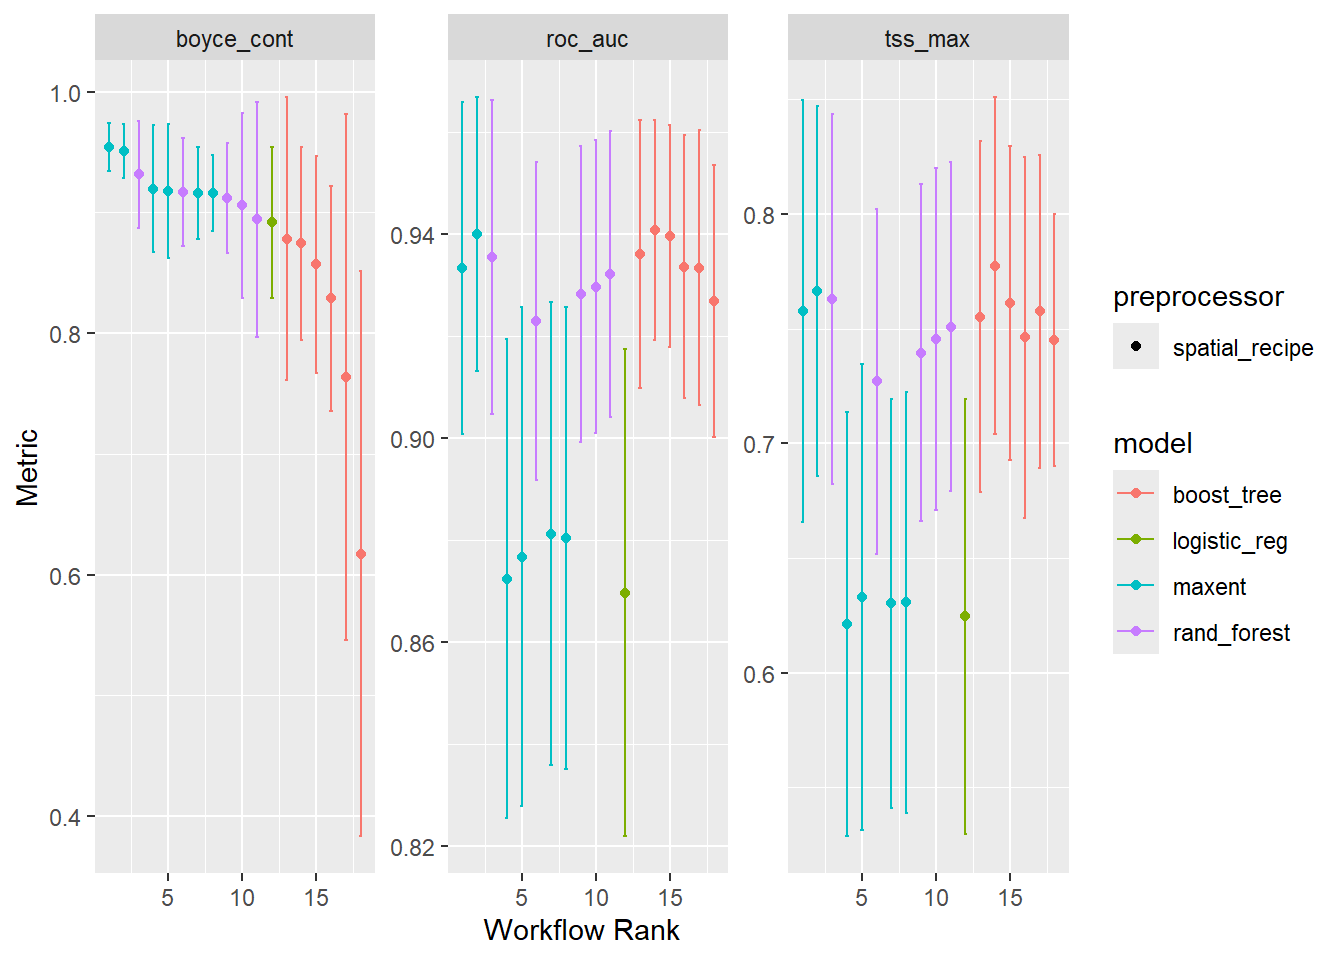 boyce_cont
roc_auc
tss_max
1.0
0.8
0.6
0.4
0.94
0.90
0.86
0.82
0.8
0.7
0.6
5 10 15
5 10 15
5 10 15
Metric
Workflow Rank
preprocessor
spatial_recipe
model
boost_tree
logistic_reg
maxent
rand_forest